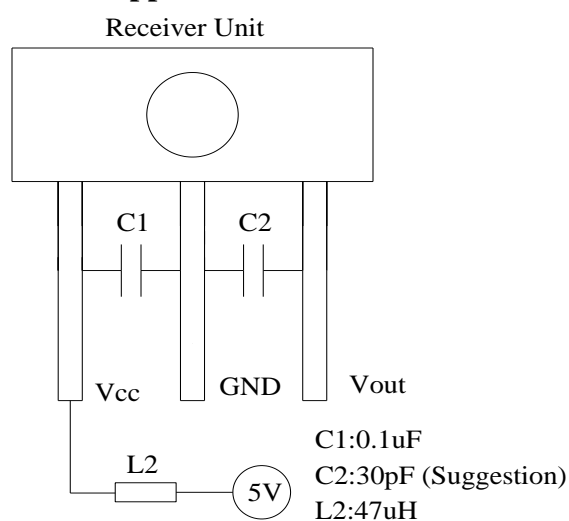 Receiver Unit
C1
C2
Vcc
GND
Vout
C1:0.1uF
L2
5V
C2:30pF (Suggestion)
L2:47uH